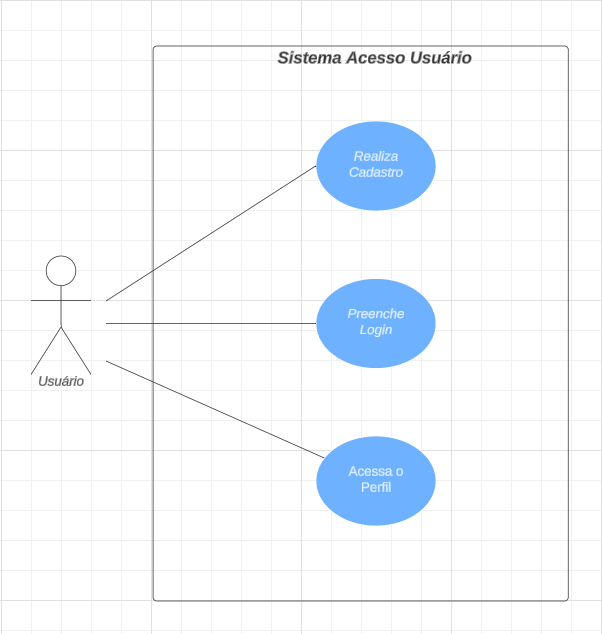 Sistema Acesso Usuário
Realiza
Cadastro
Preenche
Login
Usuário
Acessa o
Perfil